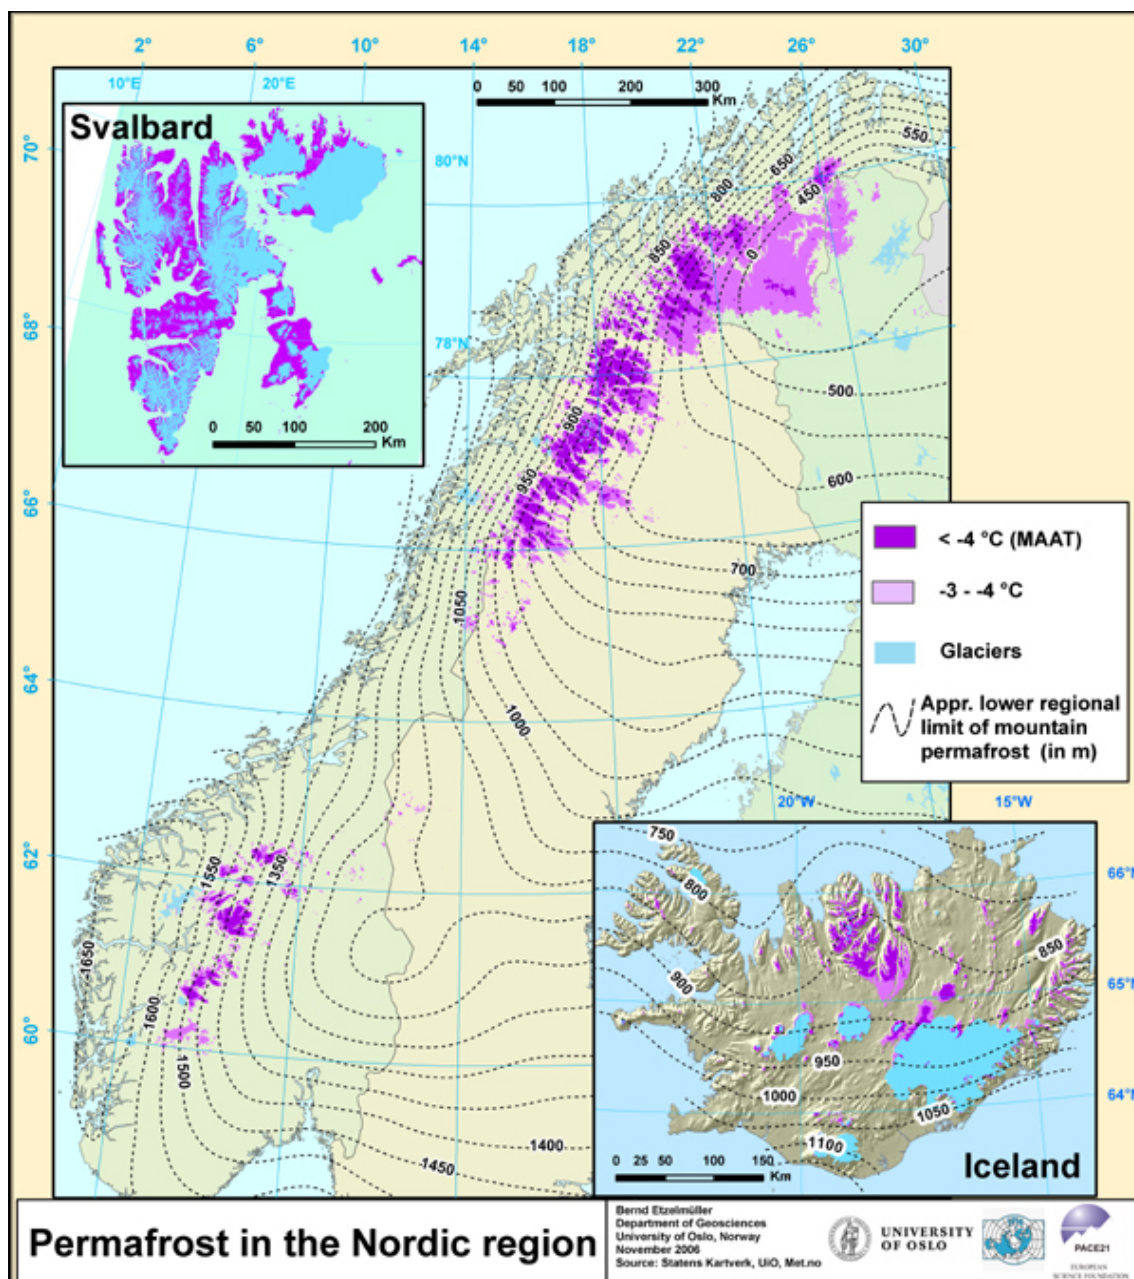 2° 6° 10° 14° 18° 22° 26° 30°
10°E 20°E
0 50 100 200 300
Km
Svalbard
70°
80°N
550
650
800
450
850
0
68°
78°N
500
0 50 100 200
Km
900
950
600
66°
< -4 °C (MAAT)
-3 - -4 °C
700
1050
Glaciers
64°
Appr. lower regional
limit of mountain
permafrost (in m)
1000
20°W 15°W
62°
1550
1350
750
66°N
800
850
1650
900
65°N
60°
1600
1500
950
1000
64°N
1050
1400
1100
1450
0 25 50 100 150
Km
Iceland
Permafrost in the Nordic region
Bernd Etzelmüller
Department of Geosciences
University of Oslo, Norway
November 2006
Source: Statens Kartverk, UiO, Met.no
UNIVERSITY
OF OSLO
PACE21
EUROPEAN
SCIENCE FOUNDATION